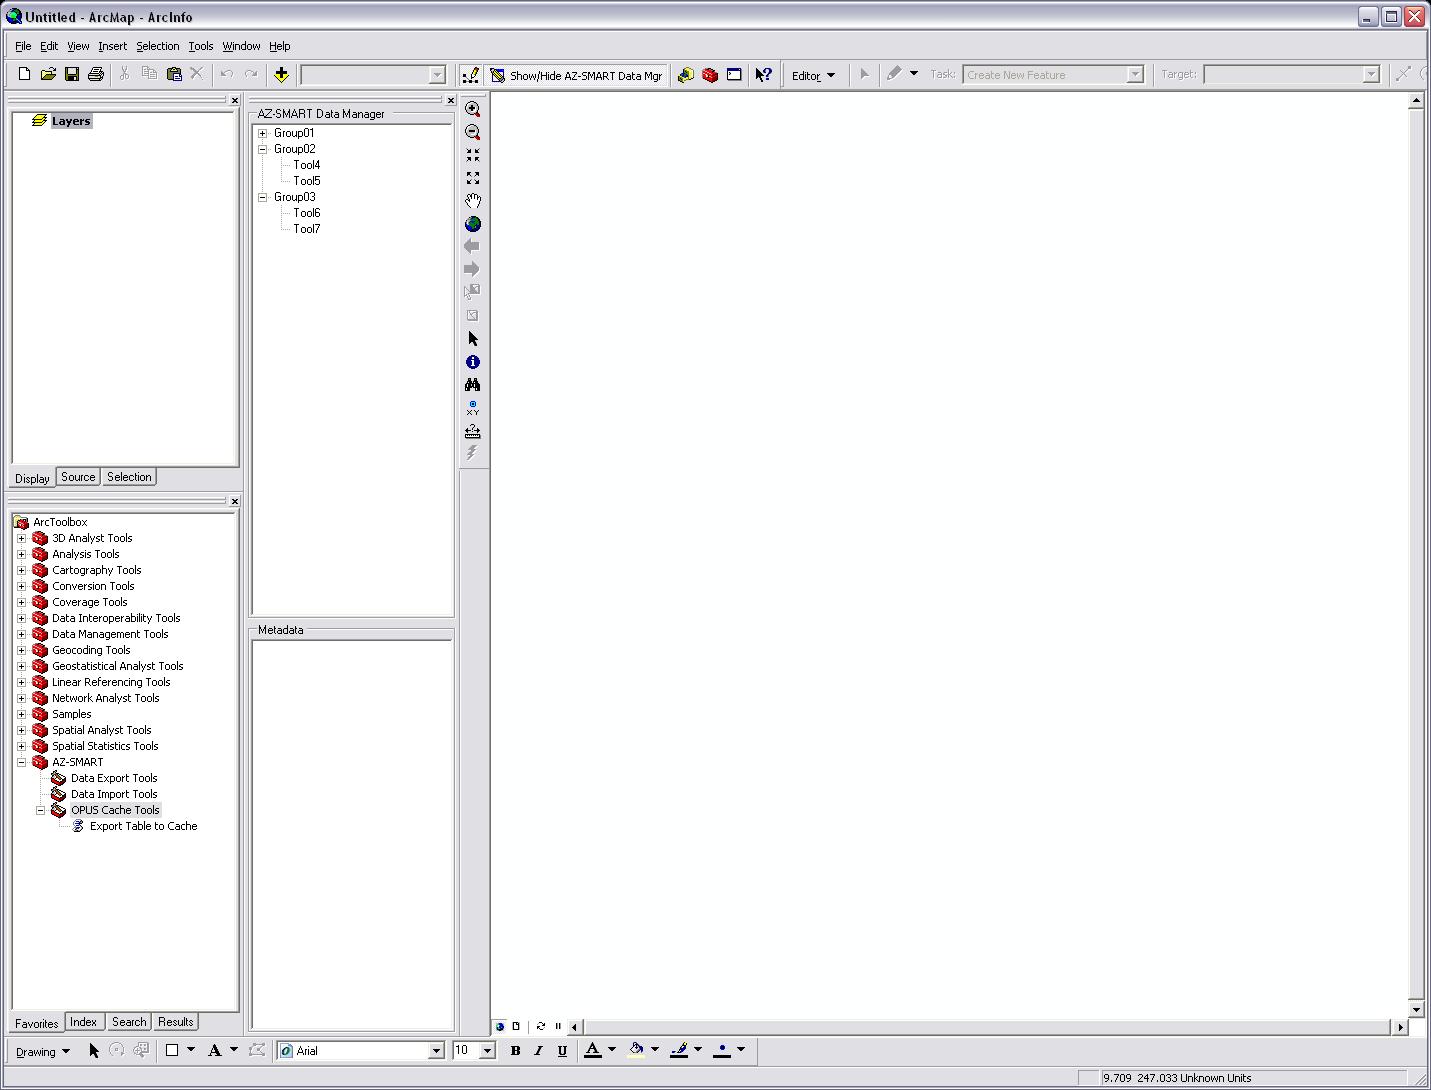 Untitled - ArcMap - ArcInfo
File Edit View Insert Selection Tools Window Help
Show/Hide AZ-SMART Data Mgr Editor Task: Create New Feature Target:
Layers
Display Source Selection
ArcToolbox
3D Analyst Tools
Analysis Tools
Cartography Tools
Conversion Tools
Coverage Tools
Data Interoperability Tools
Data Management Tools
Geocoding Tools
Geostatistical Analyst Tools
Linear Referencing Tools
Network Analyst Tools
Samples
Spatial Analyst Tools
Spatial Statistics Tools
AZ-SMART
Data Export Tools
Data Import Tools
OPUS Cache Tools
Export Table to Cache
Favorites Index Search Results
AZ-SMART Data Manager
Group01
Group02
Tool4
Tool5
Group03
Tool6
Tool7
Metadata
XY
Drawing A Arial 10 B I U A
9.709 247.033 Unknown Units